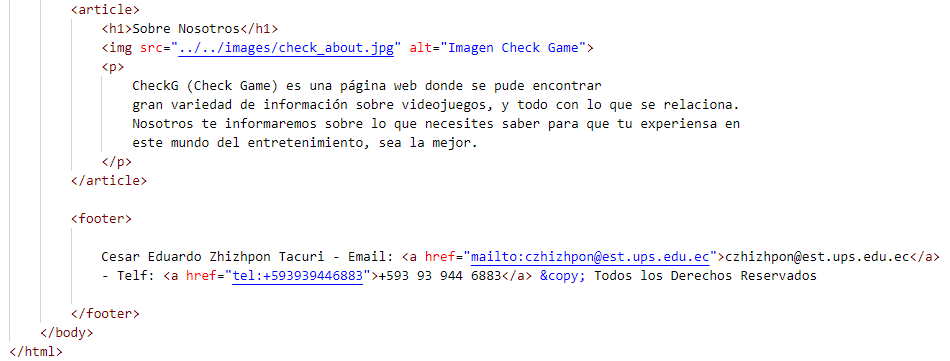 <article>
<h1>Sobre Nosotros</h1>
<img src="../../images/check_about.jpg" alt="Imagen Check Game">
<p>
CheckG (Check Game) es una página web donde se pude encontrar
gran variedad de información sobre videojuegos, y todo con lo que se relaciona.
Nosotros te informaremos sobre lo que necesites saber para que tu experiensa en
este mundo del entretenimiento, sea la mejor.
</p>
</article>
<footer>
Cesar Eduardo Zhizhpon Tacuri - Email: <a href="mailto:czhizhpon@est.ups.edu.ec">czhizhpon@est.ups.edu.ec</a>
- Telf: <a href="tel:+593939446883">+593 93 944 6883</a> &copy; Todos los Derechos Reservados
</footer>
</body>
</html>